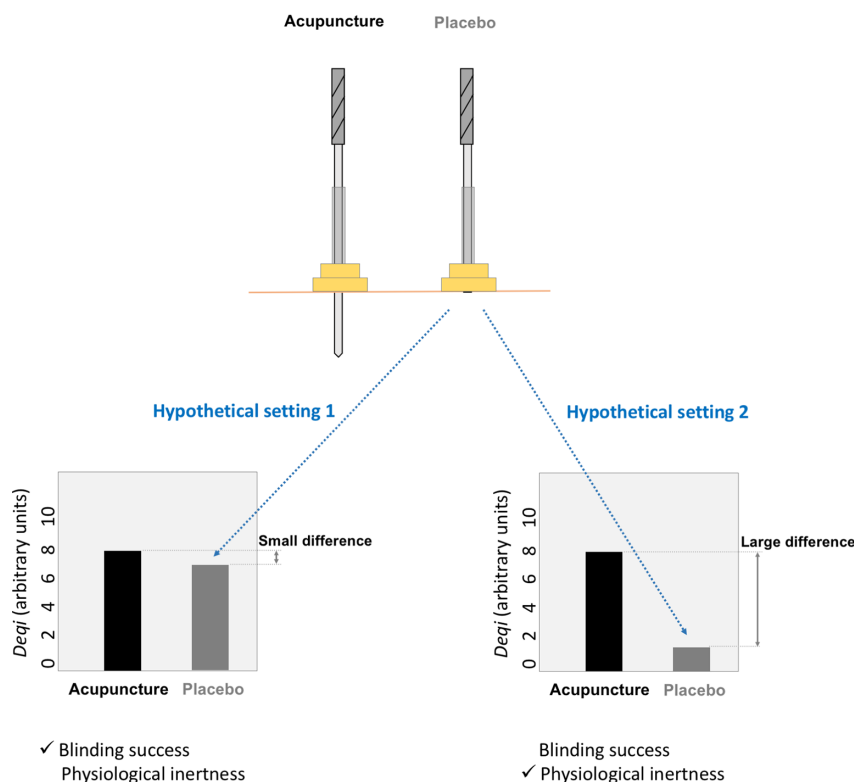 Acupuncture Placebo
Hypothetical setting 1
Hypothetical setting 2
Deqi (arbitrary units)
10
8
6
4
2
0
Small difference
Acupuncture Placebo
✓ Blinding success
Physiological inertness
Deqi (arbitrary units)
10
8
6
4
2
0
Large difference
Acupuncture Placebo
Blinding success
✓ Physiological inertness